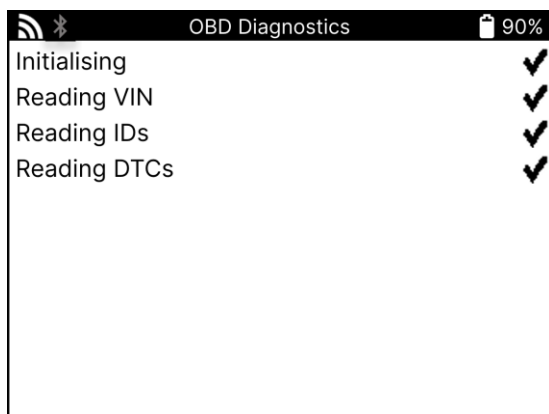 OBD Diagnostics 90%
Initialising
Reading VIN
Reading IDs
Reading DTCs